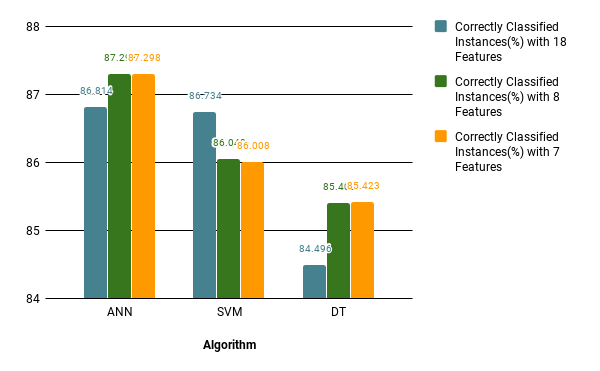 88
87
86
85
84
86.814
87.298
86.734
86.008
84.496
85.423
ANN
SVM
DT
Algorithm
Correctly Classified
Instances(%) with 18
Features
Correctly Classified
Instances(%) with 8
Features
Correctly Classified
Instances(%) with 7
Features